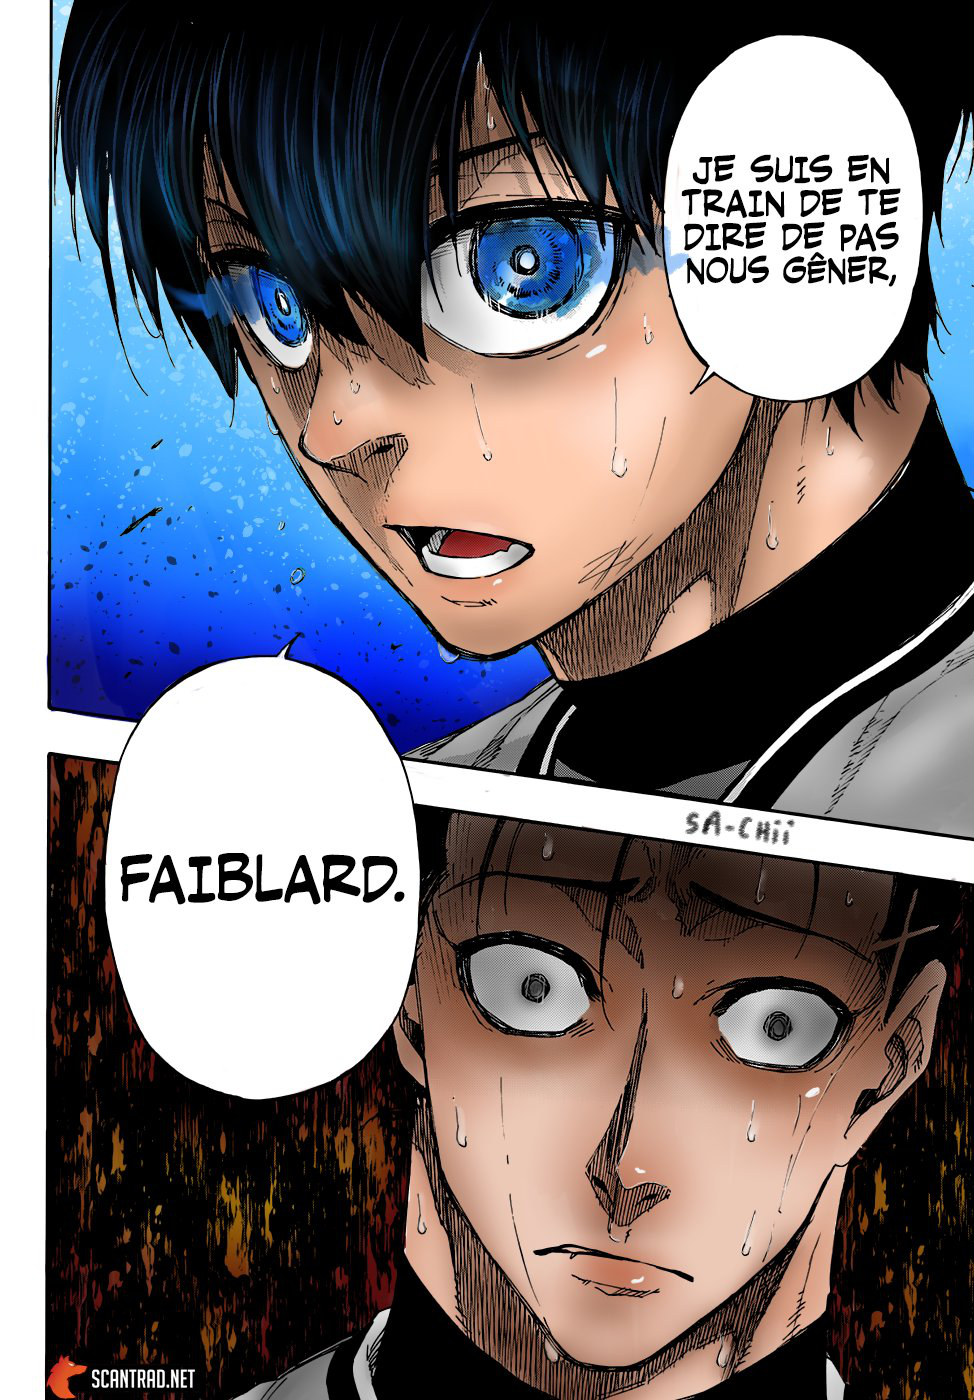 JE SUIS EN
TRAIN DE TE
DIRE DE PAS
NOUS GÊNER,
FAIBLARD.
SA-CHii
SCANTRAD.NET